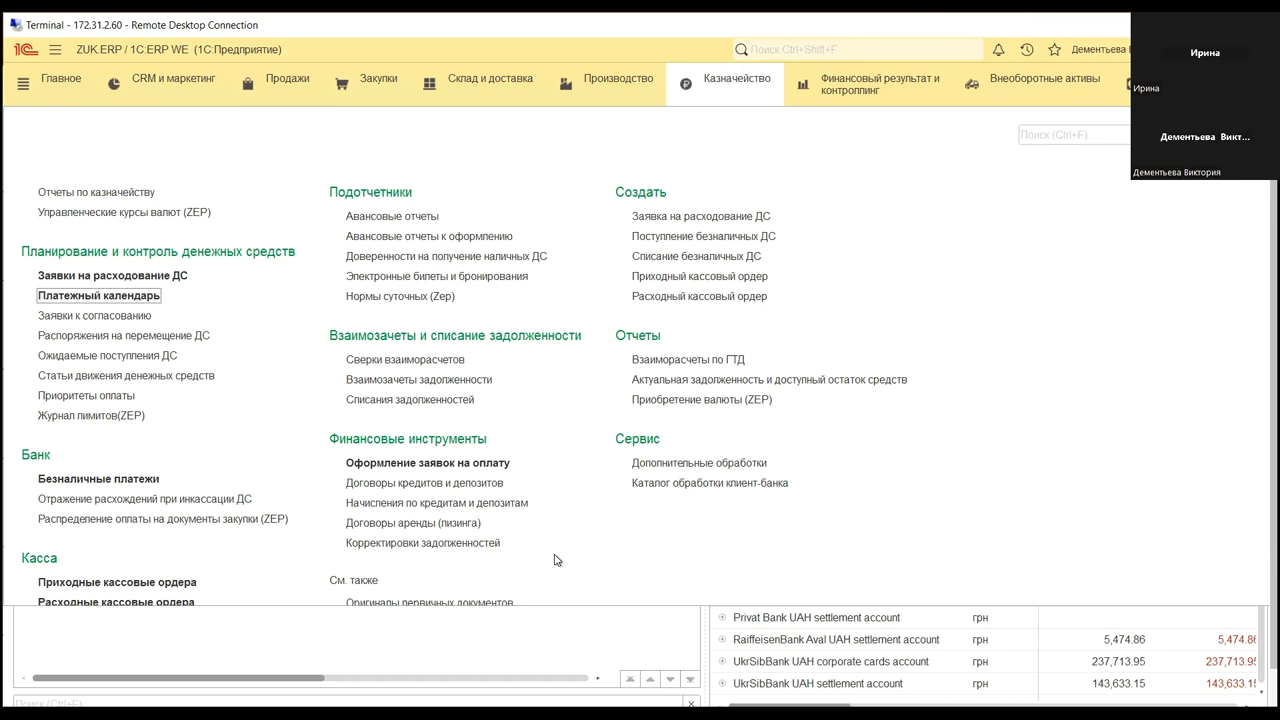 Terminal - 172.31.2.60 - Remote Desktop Connection
ZUK.ERP / 1C:ERP WE (1С:Предприятие)
Поиск Ctrl+Shift+F
Дементьева В
Главное
CRM и маркетинг
Продажи
Закупки
Склад и доставка
Производство
Казначейство
Финансовый результат и
контроллинг
Внеоборотные активы
Ирина
Ирина
Дементьева Викт...
Дементьева Виктория
Поиск (Ctrl+F)
Отчеты по казначейству
Управленческие курсы валют (ZEP)
Планирование и контроль денежных средств
Заявки на расходование ДС
Платежный календарь
Заявки к согласованию
Распоряжения на перемещение ДС
Ожидаемые поступления ДС
Статьи движения денежных средств
Приоритеты оплаты
Журнал лимитов(ZEP)
Банк
Безналичные платежи
Отражение расхождений при инкассации ДС
Распределение оплаты на документы закупки (ZEP)
Касса
Приходные кассовые ордера
Расходные кассовые ордера
Подотчетники
Авансовые отчеты
Авансовые отчеты к оформлению
Доверенности на получение наличных ДС
Электронные билеты и бронирования
Нормы суточных (Zep)
Взаимозачеты и списание задолженности
Сверки взаиморасчетов
Взаимозачеты задолженности
Списания задолженностей
Финансовые инструменты
Оформление заявок на оплату
Договоры кредитов и депозитов
Начисления по кредитам и депозитам
Договоры аренды (лизинга)
Корректировки задолженностей
См. также
Оригиналы первичных документов
Создать
Заявка на расходование ДС
Поступление безналичных ДС
Списание безналичных ДС
Приходный кассовый ордер
Расходный кассовый ордер
Отчеты
Взаиморасчеты по ГТД
Актуальная задолженность и доступный остаток средств
Приобретение валюты (ZEP)
Сервис
Дополнительные обработки
Каталог обработки клиент-банка
Privat Bank UAH settlement account грн
RaiffeisenBank Aval UAH settlement account грн 5,474.86 5,474.86
UkrSibBank UAH corporate cards account грн 237,713.95 237,713.95
UkrSibBank UAH settlement account грн 143,633.15 143,633.15
Поиск (Ctrl+F)